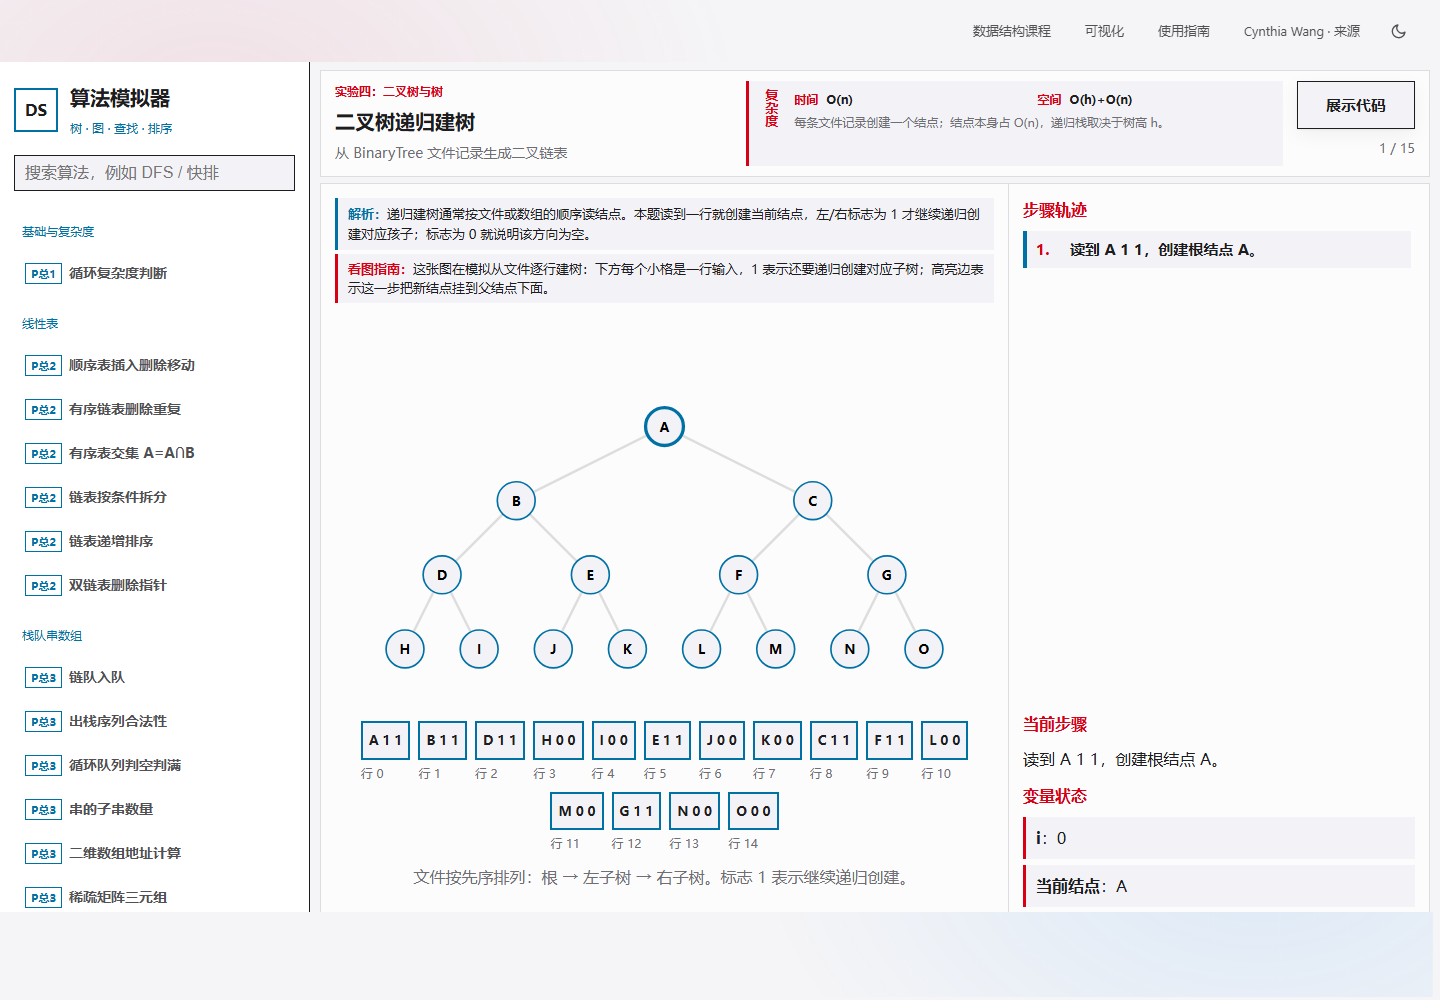 数据结构课程 可视化 使用指南 Cynthia Wang · 来源
DS
算法模拟器
树 · 图 · 查找 · 排序
搜索算法，例如 DFS / 快排
基础与复杂度
P总1 循环复杂度判断
线性表
P总2 顺序表插入删除移动
P总2 有序链表删除重复
P总2 有序表交集 A=A∩B
P总2 链表按条件拆分
P总2 链表递增排序
P总2 双链表删除指针
栈队串数组
P总3 链队入队
P总3 出栈序列合法性
P总3 循环队列判空判满
P总3 串的子串数量
P总3 二维数组地址计算
P总3 稀疏矩阵三元组
实验四：二叉树与树
二叉树递归建树
从 BinaryTree 文件记录生成二叉链表
复杂度
时间 O(n)
空间 O(h)+O(n)
每条文件记录创建一个结点；结点本身占 O(n)，递归栈取决于树高 h。
展示代码
1 / 15
解析：递归建树通常按文件或数组的顺序读结点。本题读到一行就创建当前结点，左/右标志为 1 才继续递归创
建对应孩子；标志为 0 就说明该方向为空。
看图指南：这张图在模拟从文件逐行建树：下方每个小格是一行输入，1 表示还要递归创建对应子树；高亮边表
示这一步把新结点挂到父结点下面。
A
B C
D E F G
H I J K L M N O
A 1 1 B 1 1 D 1 1 H 0 0 I 0 0 E 1 1 J 0 0 K 0 0 C 1 1 F 1 1 L 0 0
行 0 行 1 行 2 行 3 行 4 行 5 行 6 行 7 行 8 行 9 行 10
M 0 0 G 1 1 N 0 0 O 0 0
行 11 行 12 行 13 行 14
文件按先序排列：根 → 左子树 → 右子树。标志 1 表示继续递归创建。
步骤轨迹
1. 读到 A 1 1，创建根结点 A。
当前步骤
读到 A 1 1，创建根结点 A。
变量状态
i：0
当前结点：A